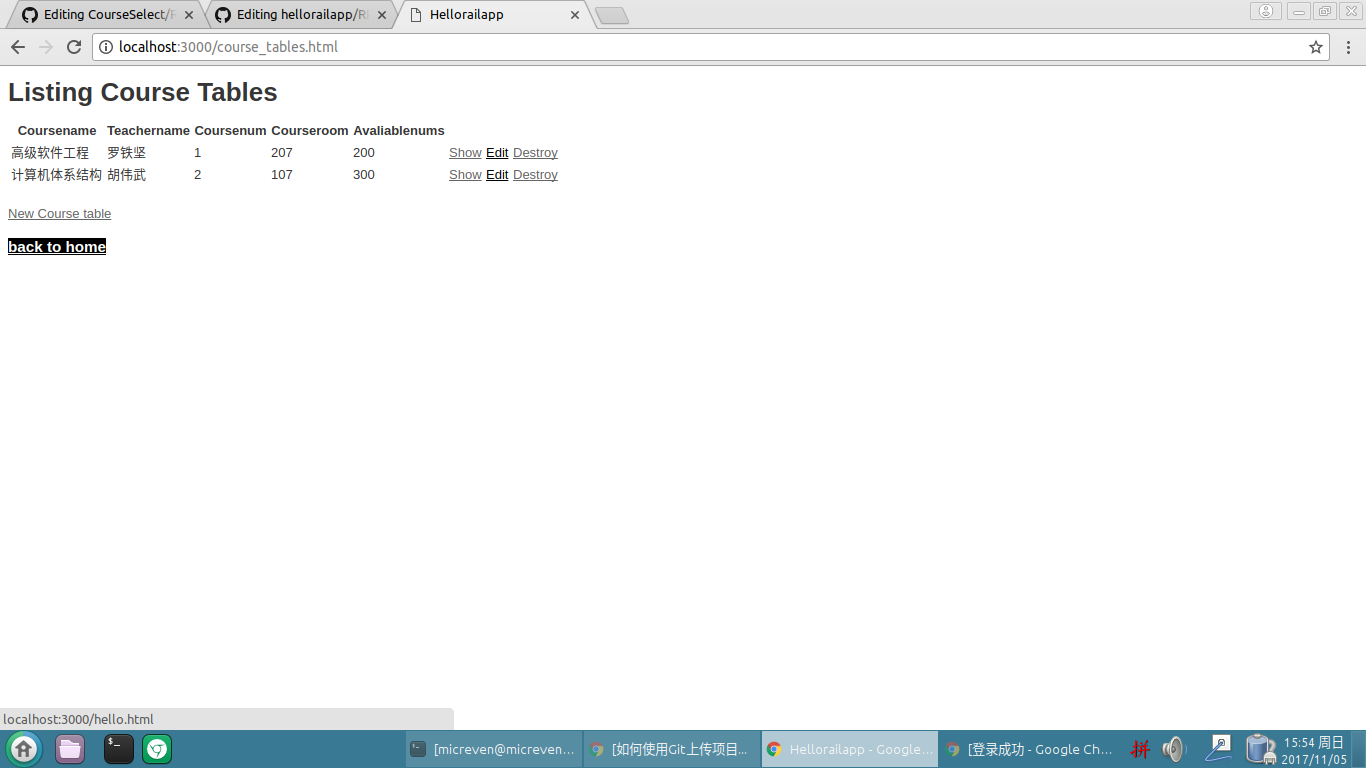 Editing CourseSelect/R
Editing hellorailapp/RE
Hellorailapp
localhost:3000/course_tables.html
Listing Course Tables
Coursename Teachername Coursenum Courseroom Avaliablenums
高级软件工程 罗铁坚 1 207 200 Show Edit Destroy
计算机体系结构 胡伟武 2 107 300 Show Edit Destroy
New Course table
back to home
localhost:3000/hello.html
[micreven@micreven...
[如何使用Git上传项目...
Hellorailapp - Google...
[登录成功 - Google Ch...
拼
15:54 周日
2017/11/05